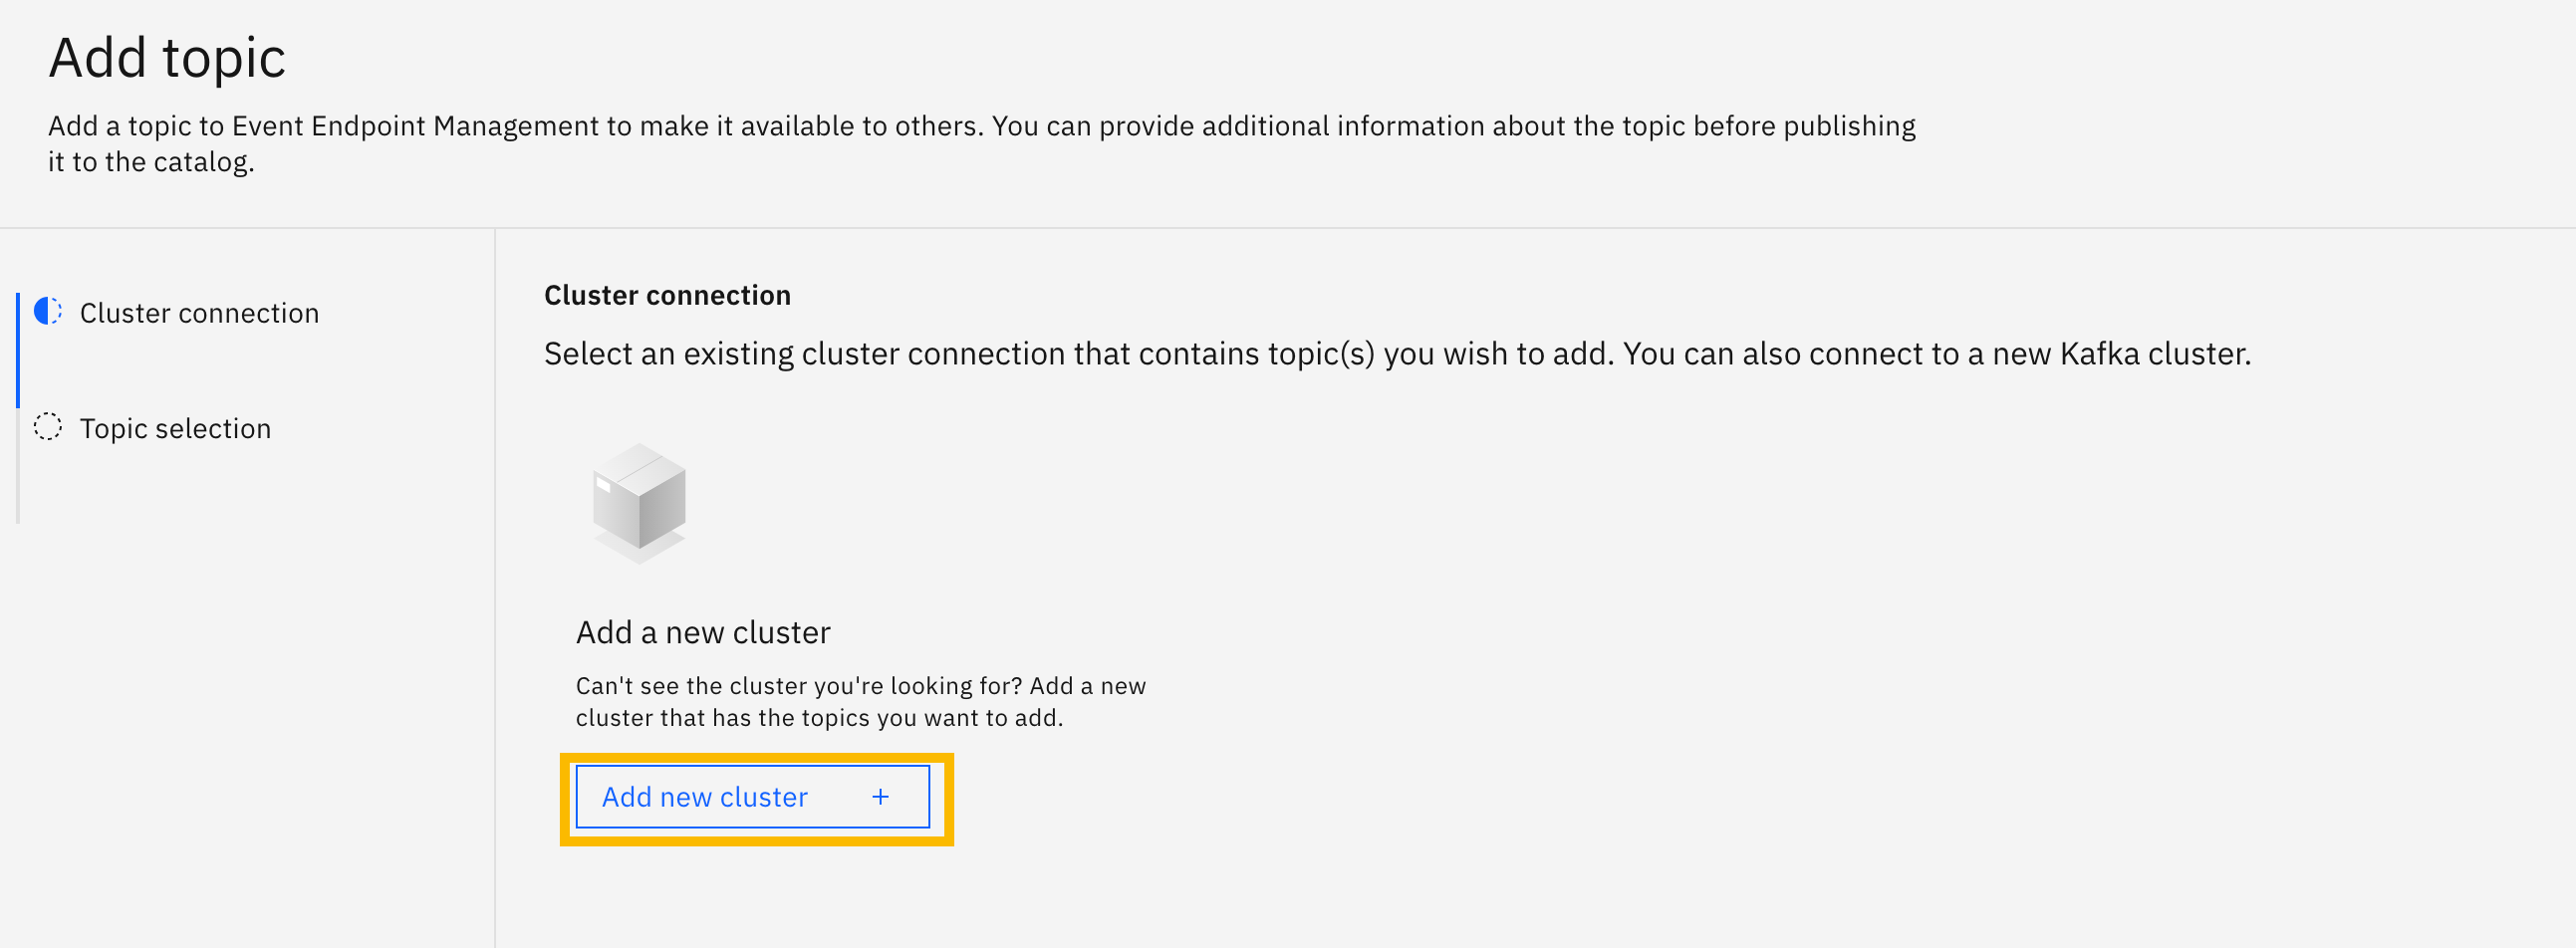 Add topic
Add a topic to Event Endpoint Management to make it available to others. You can provide additional information about the topic before publishing
it to the catalog.
Cluster connection
Topic selection
Cluster connection
Select an existing cluster connection that contains topic(s) you wish to add. You can also connect to a new Kafka cluster.
Add a new cluster
Can't see the cluster you're looking for? Add a new
cluster that has the topics you want to add.
Add new cluster +